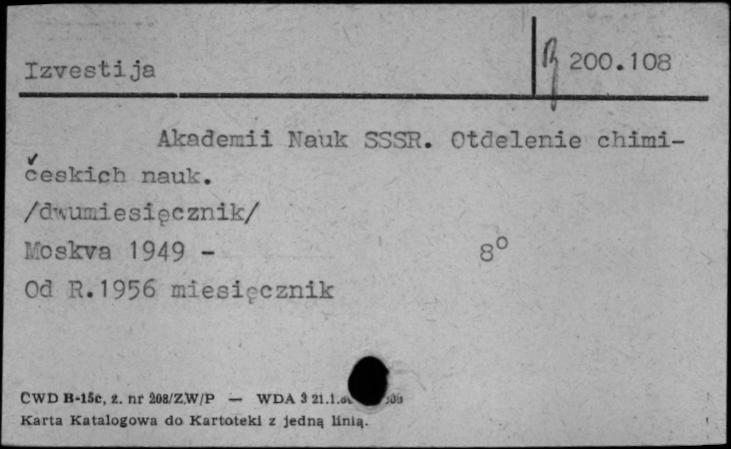 Izvestija
B 200.108
Akademii Nauk SSSR. Otdelenie chimi-
českich nauk.
/dwumiesięcznik/
Moskva 1949 - 8°
Od R.1956 miesięcznik
CWD B-15c, z. nr 208/Z.W/P — WDA 3 21.1.
Karta Katalogowa do Kartoteki z jedną linią.